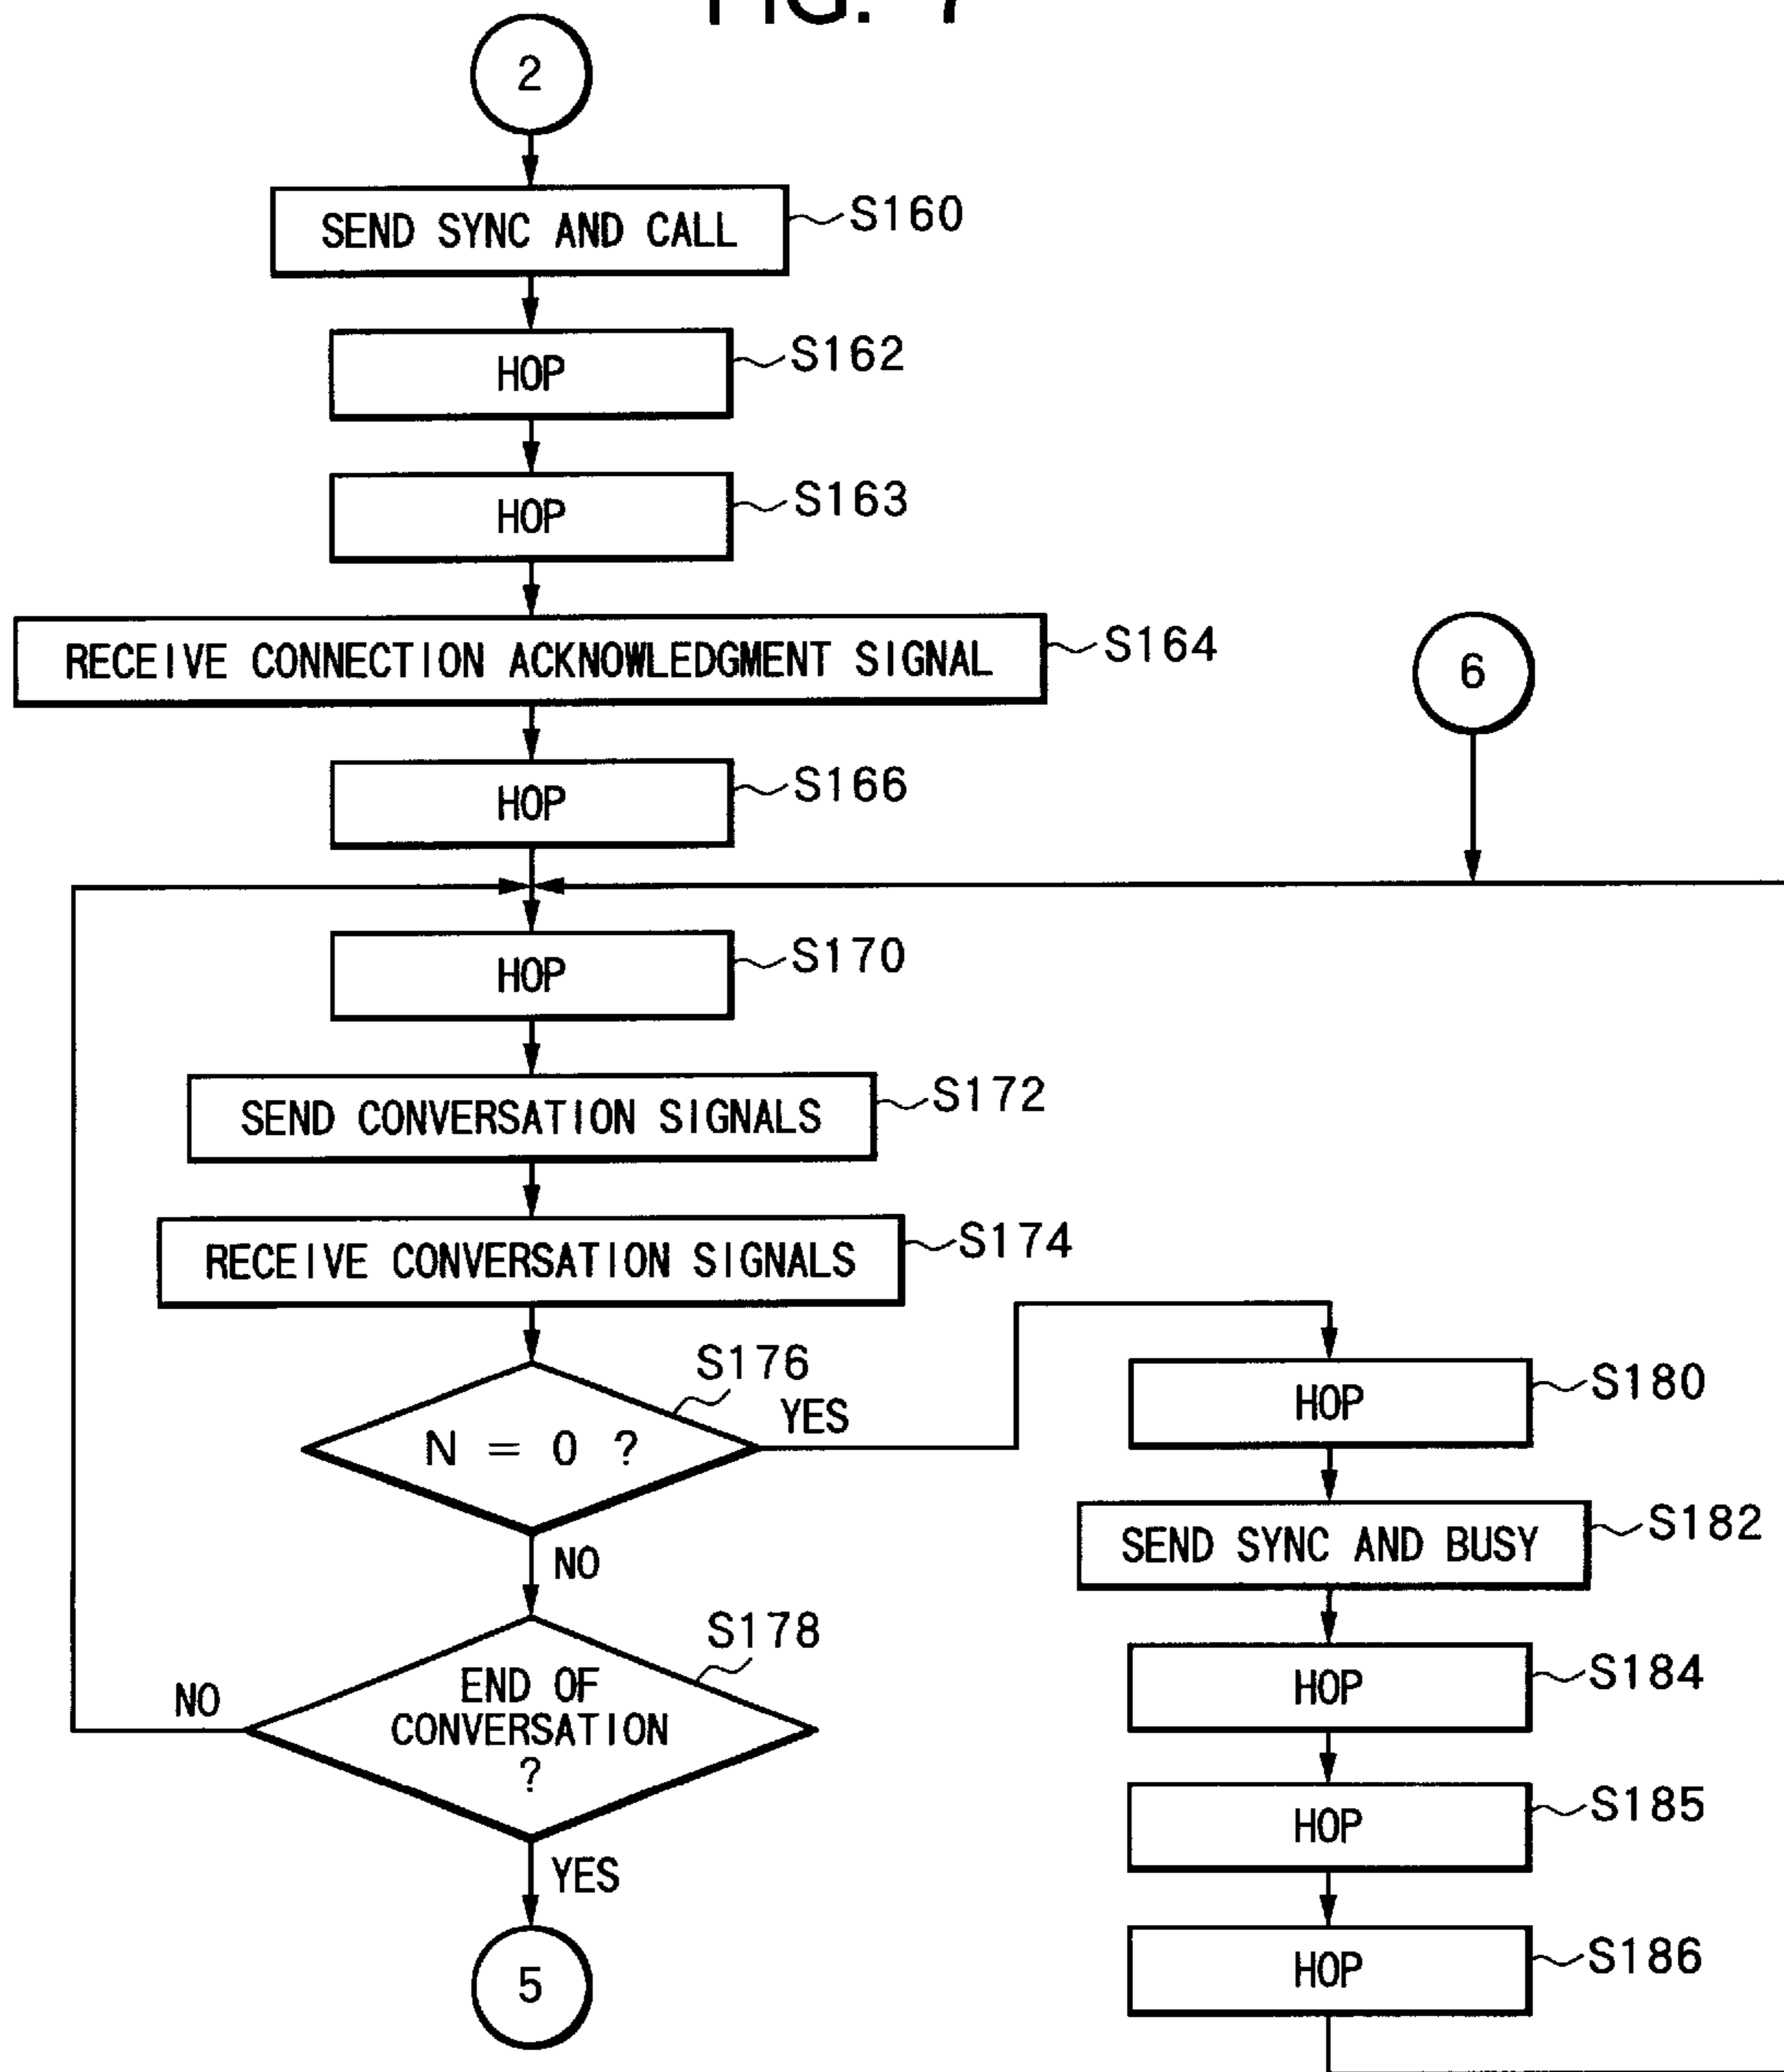 FIG. 7
2
SEND SYNC AND CALL
S160
HOP
S162
HOP
S163
RECEIVE CONNECTION ACKNOWLEDGMENT SIGNAL
S164
6
HOP
S166
HOP
S170
SEND CONVERSATION SIGNALS
S172
RECEIVE CONVERSATION SIGNALS
S174
S176
N = 0 ?
YES
NO
S178
END OF
CONVERSATION
?
NO
YES
5
HOP
S180
SEND SYNC AND BUSY
S182
HOP
S184
HOP
S185
HOP
S186